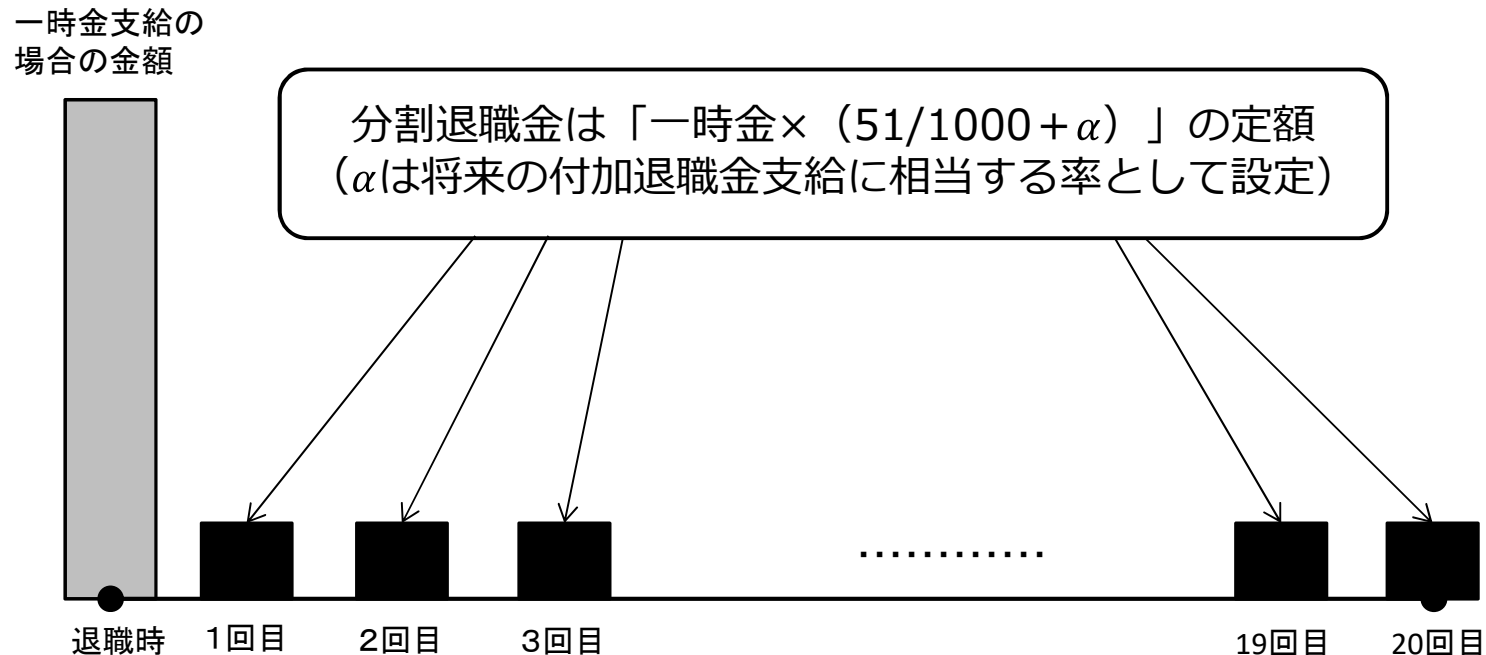 一時金支給の
場合の金額
分割退職金は「一時金×（51/1000＋α）」の定額
（αは将来の付加退職金支給に相当する率として設定）
…………
退職時
１回目
２回目
３回目
19回目
20回目